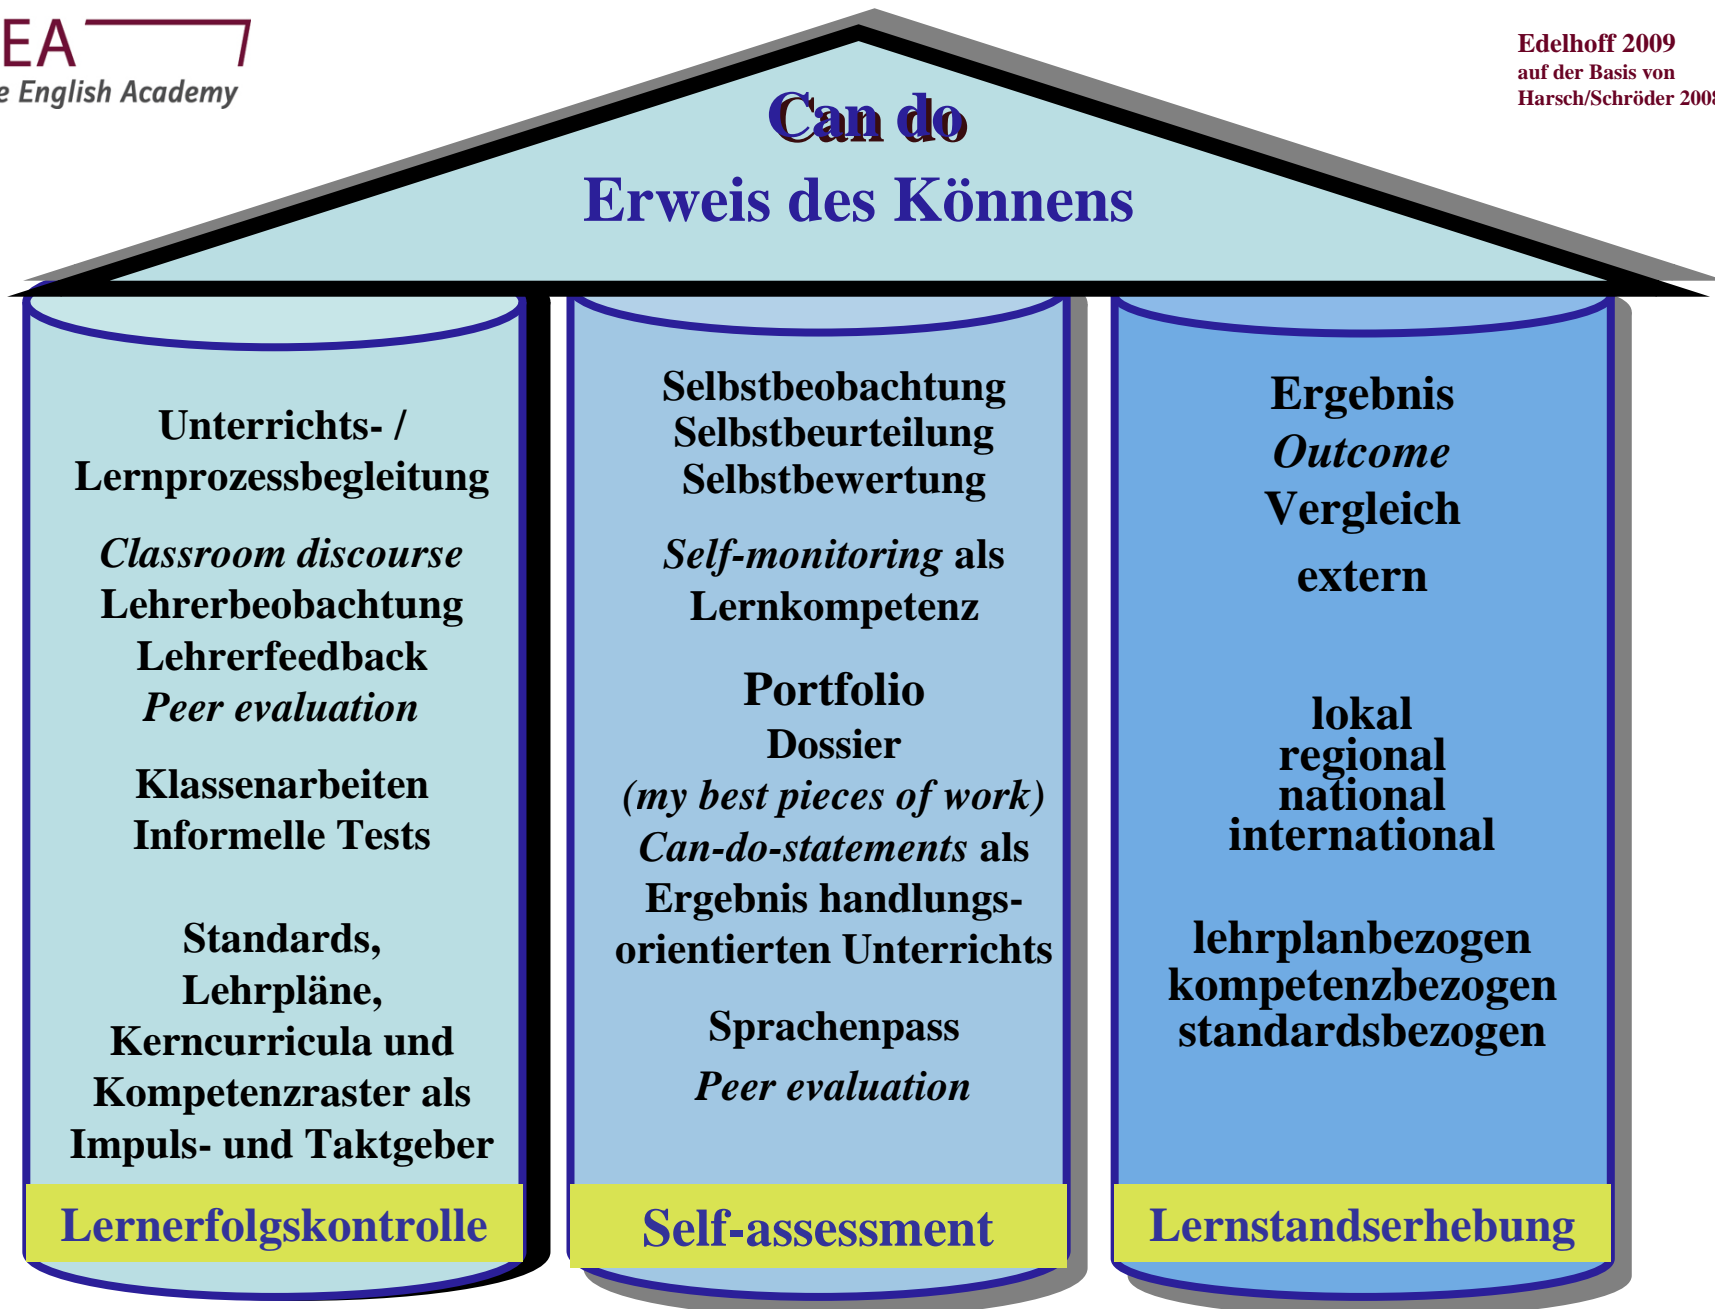 EA
English Academy
Edelhoff 2009
auf der Basis von
Harsch/Schröder 2008
Can do
Erweis des Könnens
Unterrichts- /
Lernprozessbegleitung
Classroom discourse
Lehrerbeobachtung
Lehrerfeedback
Peer evaluation
Klassenarbeiten
Informelle Tests
Standards,
Lehrpläne,
Kerncurricula und
Kompetenzraster als
Impuls- und Taktgeber
Lernerfolgskontrolle
Selbstbeobachtung
Selbstbeurteilung
Selbstbewertung
Self-monitoring als
Lernkompetenz
Portfolio
Dossier
(my best pieces of work)
Can-do-statements als
Ergebnis handlungs-
orientierten Unterrichts
Sprachenpass
Peer evaluation
Self-assessment
Ergebnis
Outcome
Vergleich
extern
lokal
regional
national
international
lehrplanbezogen
kompetenzbezogen
standardsbezogen
Lernstandserhebung